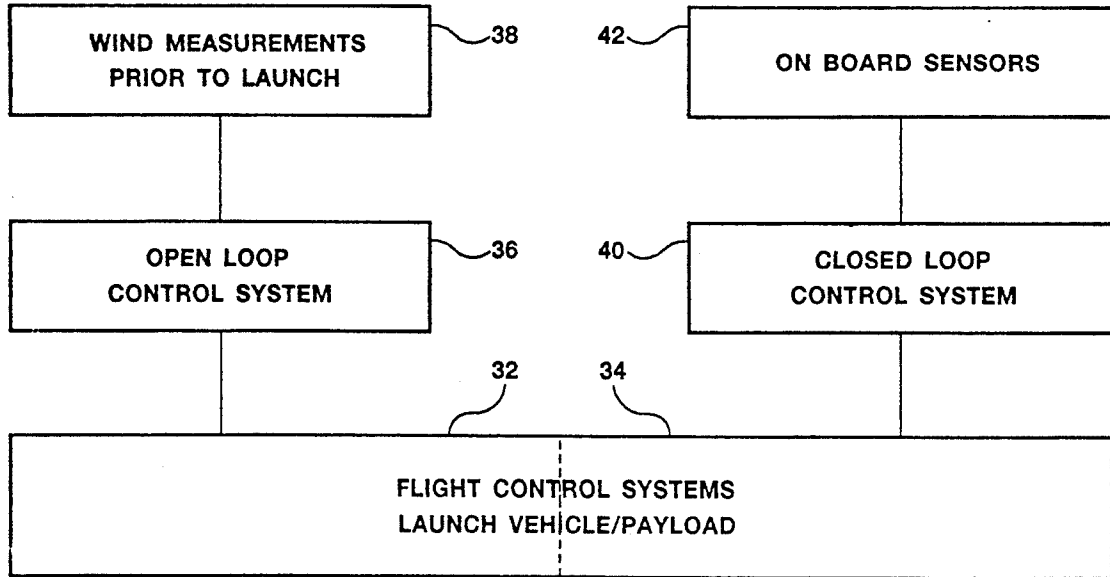 WIND MEASUREMENTS
PRIOR TO LAUNCH
38
42
ON BOARD SENSORS
OPEN LOOP
CONTROL SYSTEM
36
40
CLOSED LOOP
CONTROL SYSTEM
32
34
FLIGHT CONTROL SYSTEMS
LAUNCH VEHICLE/PAYLOAD